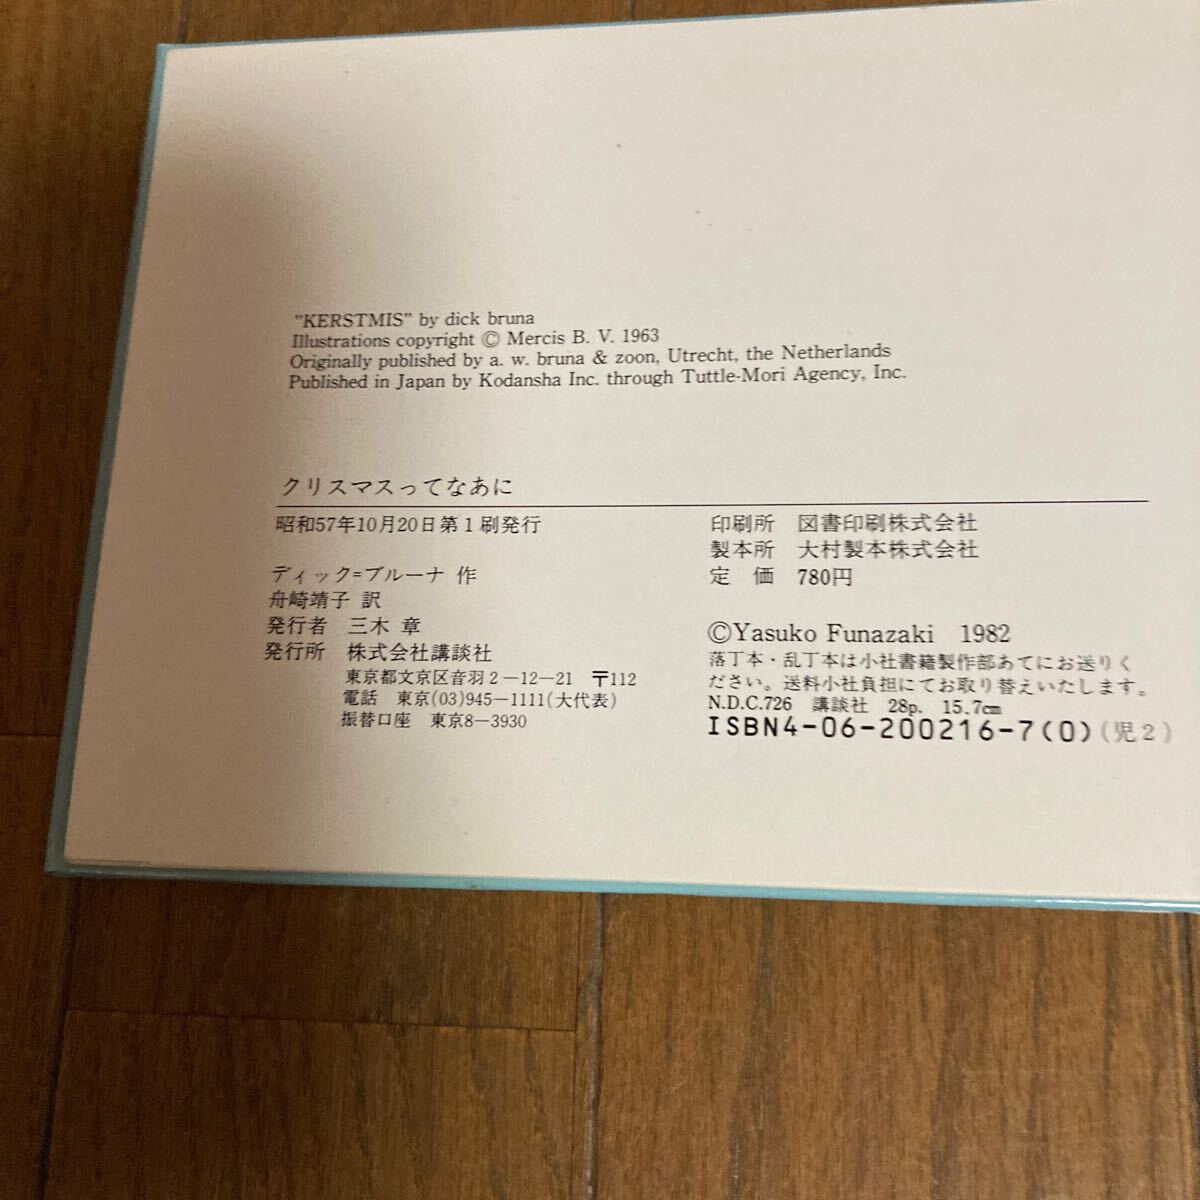 "KERSTMIS" by dick bruna
Illustrations copyright © Mercis B. V. 1963
Originally published by a. w. bruna & zoon, Utrecht, the Netherlands
Published in Japan by Kodansha Inc. through Tuttle-Mori Agency, Inc.
クリスマスってなあに
昭和57年10月20日第1刷発行
ディック=ブルーナ 作
舟崎靖子 訳
発行者 三木 章
発行所 株式会社講談社
東京都文京区音羽2-12-21 〒112
電話 東京(03)945-1111(大代表)
振替口座 東京8-3930
印刷所 図書印刷株式会社
製本所 大村製本株式会社
定 価 780円
©Yasuko Funazaki 1982
落丁本・乱丁本は小社書籍製作部あてにお送りく
ださい。送料小社負担にてお取り替えいたします。
N.D.C.726 講談社 28p. 15.7㎝
ISBN4-06-200216-7(0)(児2)